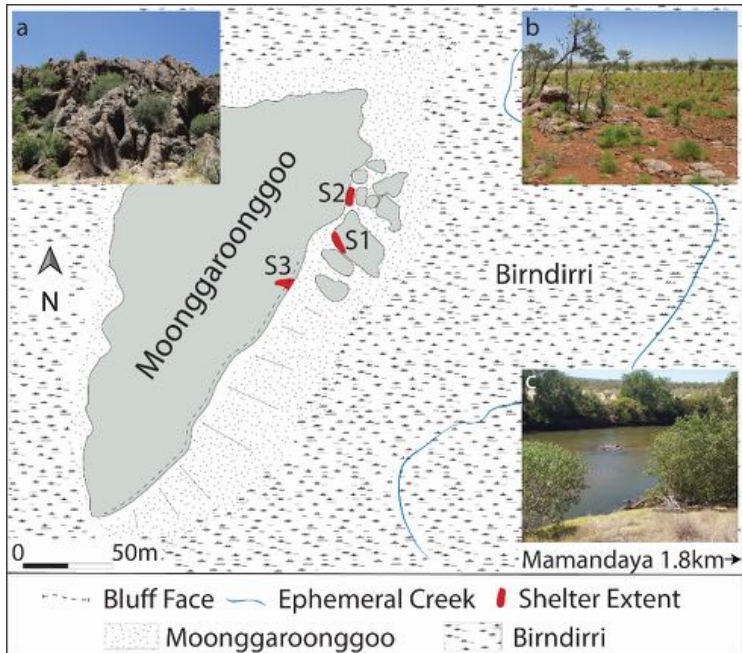 a
b
Moonggaroonggoo
S2
S1
S3
N
Birndirri
c
0 50m
Mamandaya 1.8km→
Bluff Face Ephemeral Creek Shelter Extent
Moonggaroonggoo Birndirri